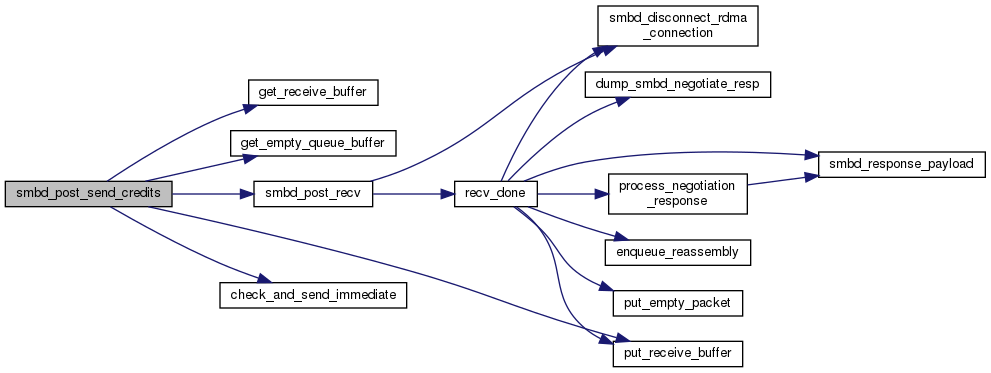 smbd_disconnect_rdma
_connection
dump_smbd_negotiate_resp
get_receive_buffer
get_empty_queue_buffer
smbd_response_payload
smbd_post_send_credits
smbd_post_recv
recv_done
process_negotiation
_response
enqueue_reassembly
check_and_send_immediate
put_empty_packet
put_receive_buffer